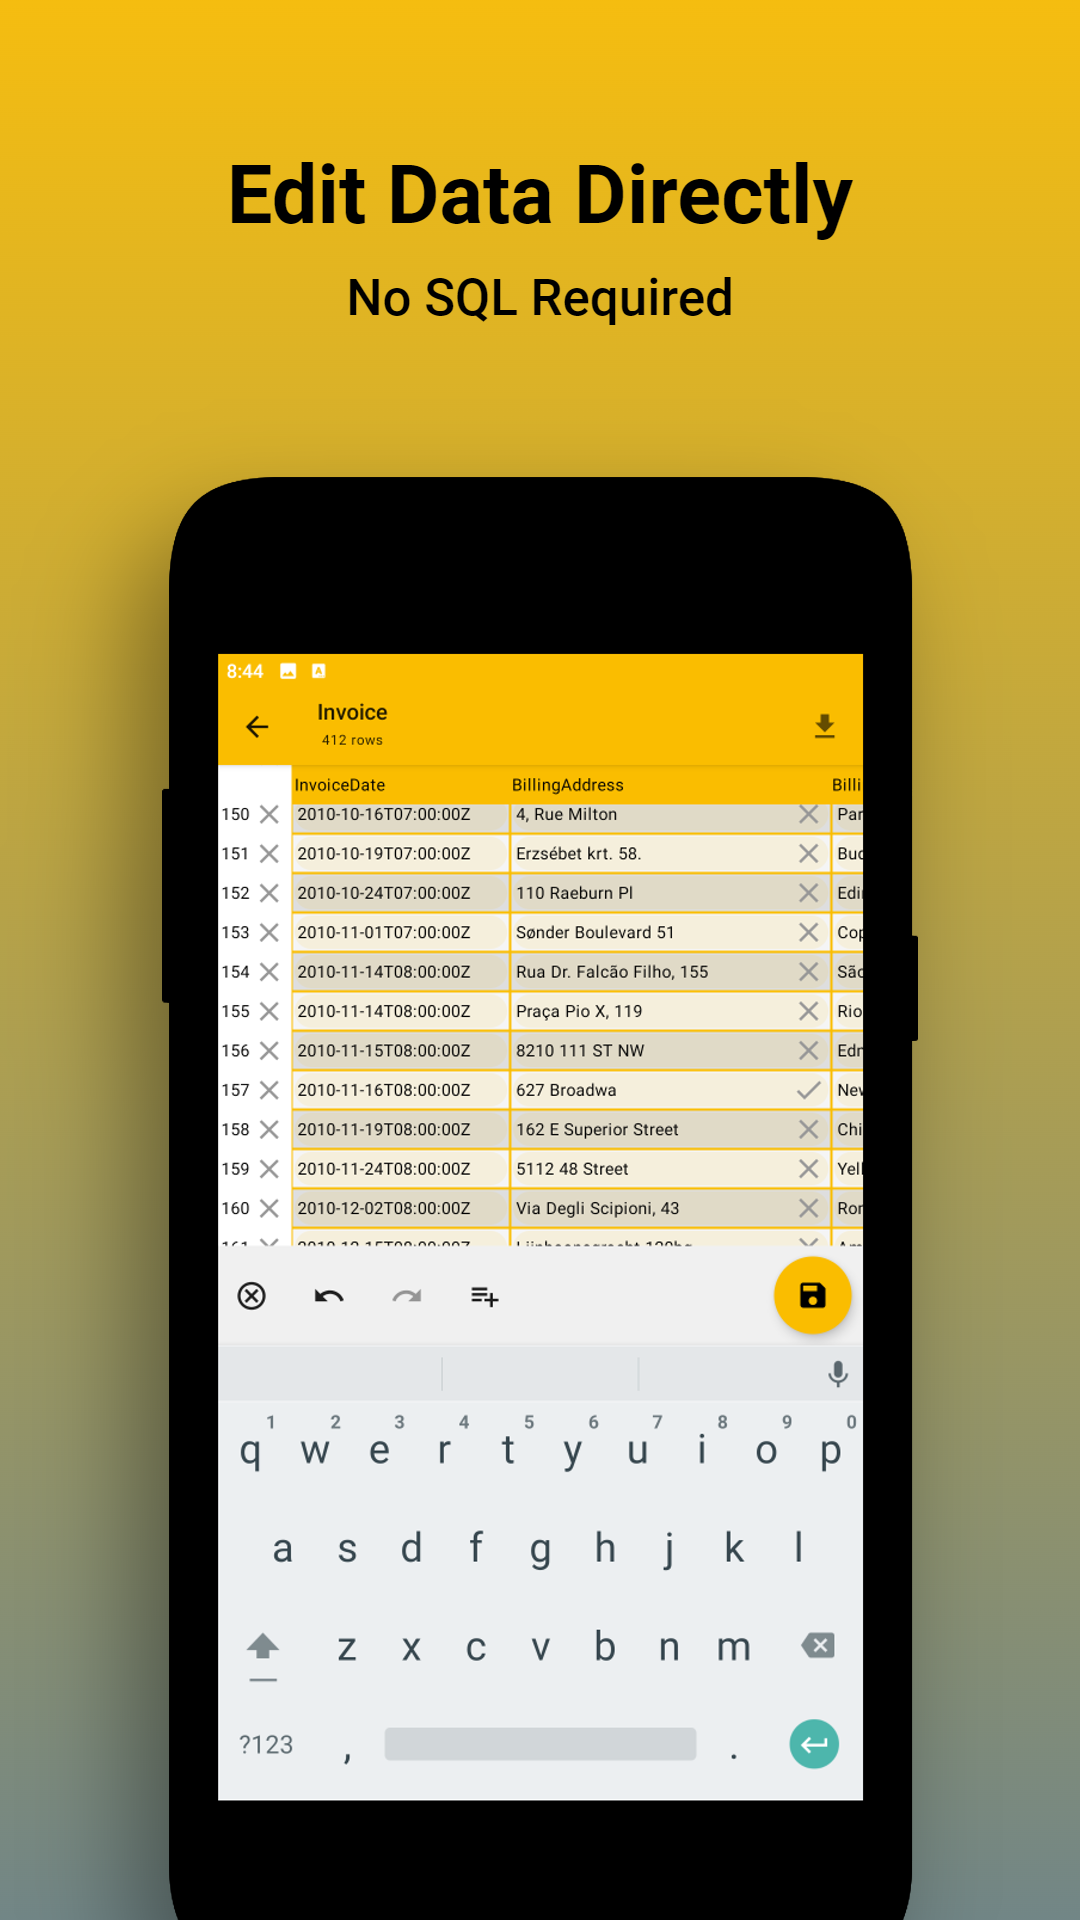 Edit Data Directly
No SQL Required
8:44 A
Invoice
412 rows
InvoiceDate BillingAddress Billi
150 2010-10-16T07:00:00Z 4, Rue Milton Par
151 2010-10-19T07:00:00Z Erzsébet krt. 58. Buc
152 2010-10-24T07:00:00Z 110 Raeburn Pl Edi
153 2010-11-01T07:00:00Z Sønder Boulevard 51 Cop
154 2010-11-14T08:00:00Z Rua Dr. Falcão Filho, 155 São
155 2010-11-14T08:00:00Z Praça Pio X, 119 Rio
156 2010-11-15T08:00:00Z 8210 111 ST NW Edm
157 2010-11-16T08:00:00Z 627 Broadwa New
158 2010-11-19T08:00:00Z 162 E Superior Street Chi
159 2010-11-24T08:00:00Z 5112 48 Street Yell
160 2010-12-02T08:00:00Z Via Degli Scipioni, 43 Rom
1 2 3 4 5 6 7 8 9 0
q w e r t y u i o p
a s d f g h j k l
z x c v b n m
?123 , .